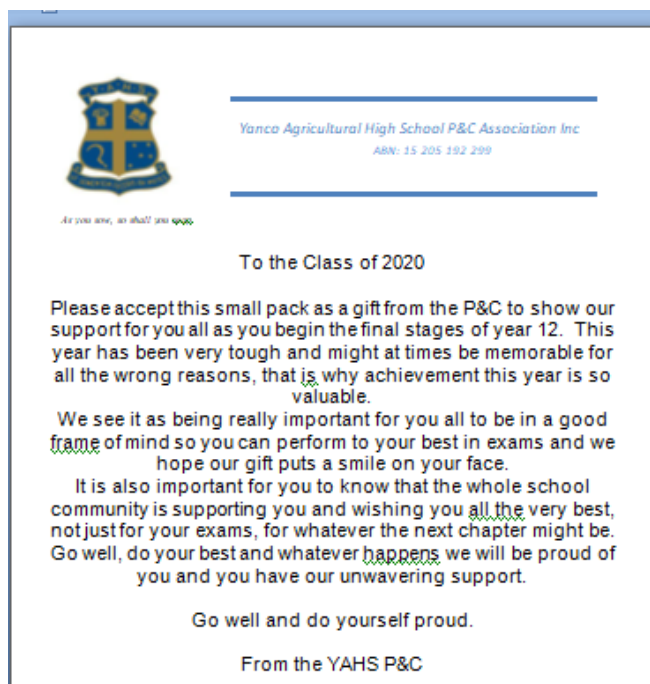 Y A H S
Yanco Agricultural High School P&C Association Inc
ABN: 15 205 192 299
As you sow, so shall you reap.
To the Class of 2020
Please accept this small pack as a gift from the P&C to show our
support for you all as you begin the final stages of year 12.  This
year has been very tough and might at times be memorable for
all the wrong reasons, that is why achievement this year is so
valuable.
We see it as being really important for you all to be in a good
frame of mind so you can perform to your best in exams and we
hope our gift puts a smile on your face.
It is also important for you to know that the whole school
community is supporting you and wishing you all the very best,
not just for your exams, for whatever the next chapter might be.
Go well, do your best and whatever happens we will be proud of
you and you have our unwavering support.
Go well and do yourself proud.
From the YAHS P&C